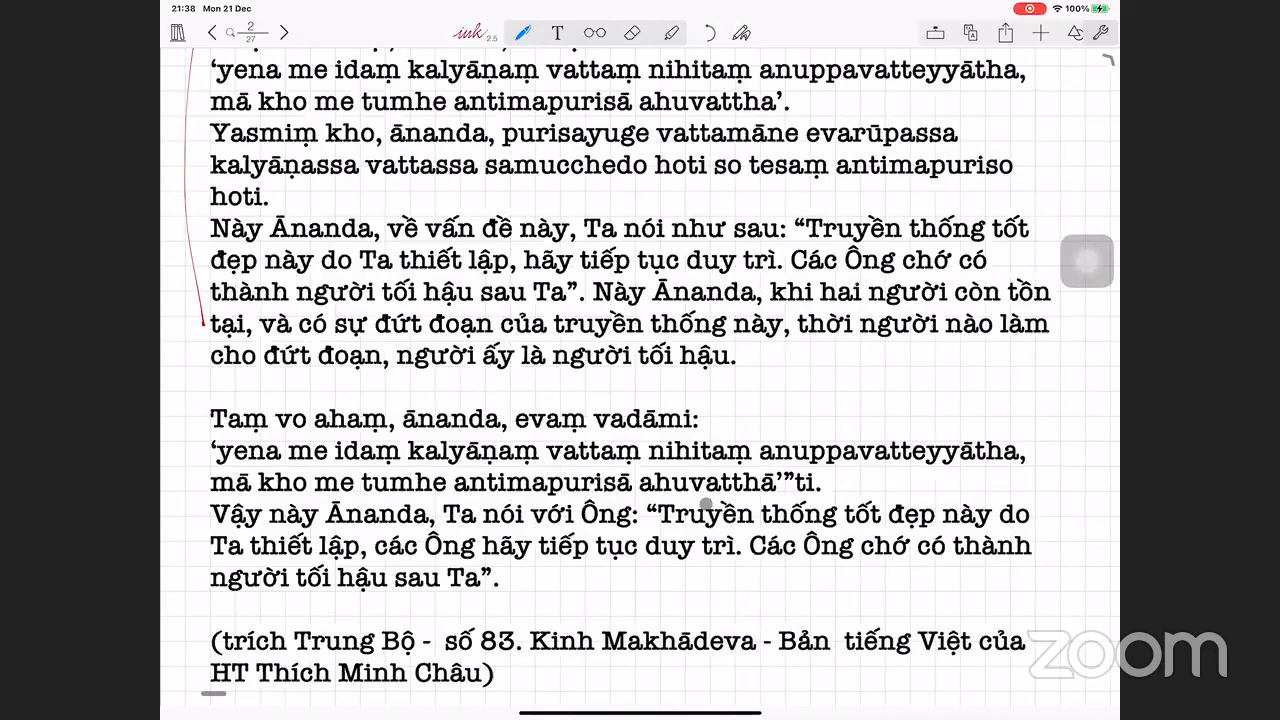 21:38 Mon 21 Dec
100%
2
27
ink 2.5
T
‘yena me idaṃ kalyāṇaṃ vattaṃ nihitaṃ anuppavatteyyātha,
mā kho me tumhe antimapurisā ahuvattha’.
Yasmiṃ kho, ānanda, purisayuge vattamāne evarūpassa
kalyāṇassa vattassa samucchedo hoti so tesaṃ antimapuriso
hoti.
Này Ānanda, về vấn đề này, Ta nói như sau: “Truyền thống tốt
đẹp này do Ta thiết lập, hãy tiếp tục duy trì. Các Ông chớ có
thành người tối hậu sau Ta”. Này Ānanda, khi hai người còn tồn
tại, và có sự đứt đoạn của truyền thống này, thời người nào làm
cho đứt đoạn, người ấy là người tối hậu.
Taṃ vo ahaṃ, ānanda, evaṃ vadāmi:
‘yena me idaṃ kalyāṇaṃ vattaṃ nihitaṃ anuppavatteyyātha,
mā kho me tumhe antimapurisā ahuvatthā’”ti.
Vậy này Ānanda, Ta nói với Ông: “Truyền thống tốt đẹp này do
Ta thiết lập, các Ông hãy tiếp tục duy trì. Các Ông chớ có thành
người tối hậu sau Ta”.
(trích Trung Bộ - số 83. Kinh Makhādeva - Bản tiếng Việt của
HT Thích Minh Châu)
zoom